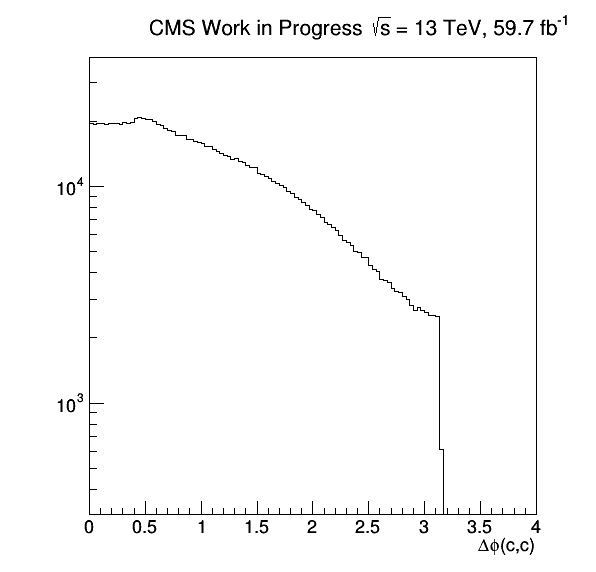 CMS Work in Progress √s = 13 TeV, 59.7 fb⁻¹
10⁴
10³
0 0.5 1 1.5 2 2.5 3 3.5 4
Δϕ(c,c)